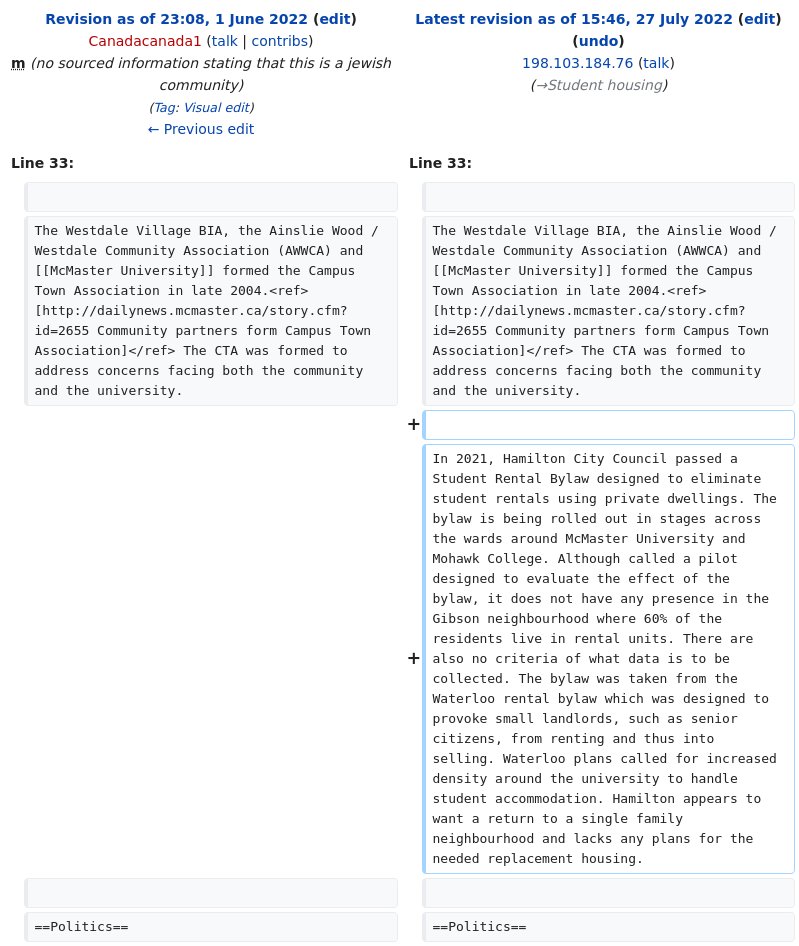 Revision as of 23:08, 1 June 2022 (edit)
Canadacanada1 (talk | contribs)
m (no sourced information stating that this is a jewish
community)
(Tag: Visual edit)
← Previous edit
Latest revision as of 15:46, 27 July 2022 (edit)
(undo)
198.103.184.76 (talk)
(→Student housing)
Line 33:
Line 33:
The Westdale Village BIA, the Ainslie Wood /
Westdale Community Association (AWWCA) and
[[McMaster University]] formed the Campus
Town Association in late 2004.<ref>
[http://dailynews.mcmaster.ca/story.cfm?
id=2655 Community partners form Campus Town
Association]</ref> The CTA was formed to
address concerns facing both the community
and the university.
The Westdale Village BIA, the Ainslie Wood /
Westdale Community Association (AWWCA) and
[[McMaster University]] formed the Campus
Town Association in late 2004.<ref>
[http://dailynews.mcmaster.ca/story.cfm?
id=2655 Community partners form Campus Town
Association]</ref> The CTA was formed to
address concerns facing both the community
and the university.
+
+
In 2021, Hamilton City Council passed a
Student Rental Bylaw designed to eliminate
student rentals using private dwellings. The
bylaw is being rolled out in stages across
the wards around McMaster University and
Mohawk College. Although called a pilot
designed to evaluate the effect of the
bylaw, it does not have any presence in the
Gibson neighbourhood where 60% of the
residents live in rental units. There are
also no criteria of what data is to be
collected. The bylaw was taken from the
Waterloo rental bylaw which was designed to
provoke small landlords, such as senior
citizens, from renting and thus into
selling. Waterloo plans called for increased
density around the university to handle
student accommodation. Hamilton appears to
want a return to a single family
neighbourhood and lacks any plans for the
needed replacement housing.
==Politics==
==Politics==